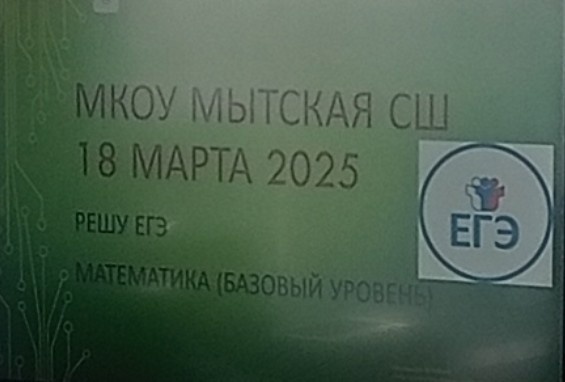 МКОУ МЫТСКАЯ СШ
18 МАРТА 2025
РЕШУ ЕГЭ
МАТЕМАТИКА (БАЗОВЫЙ УРОВЕНЬ)
ЕГЭ